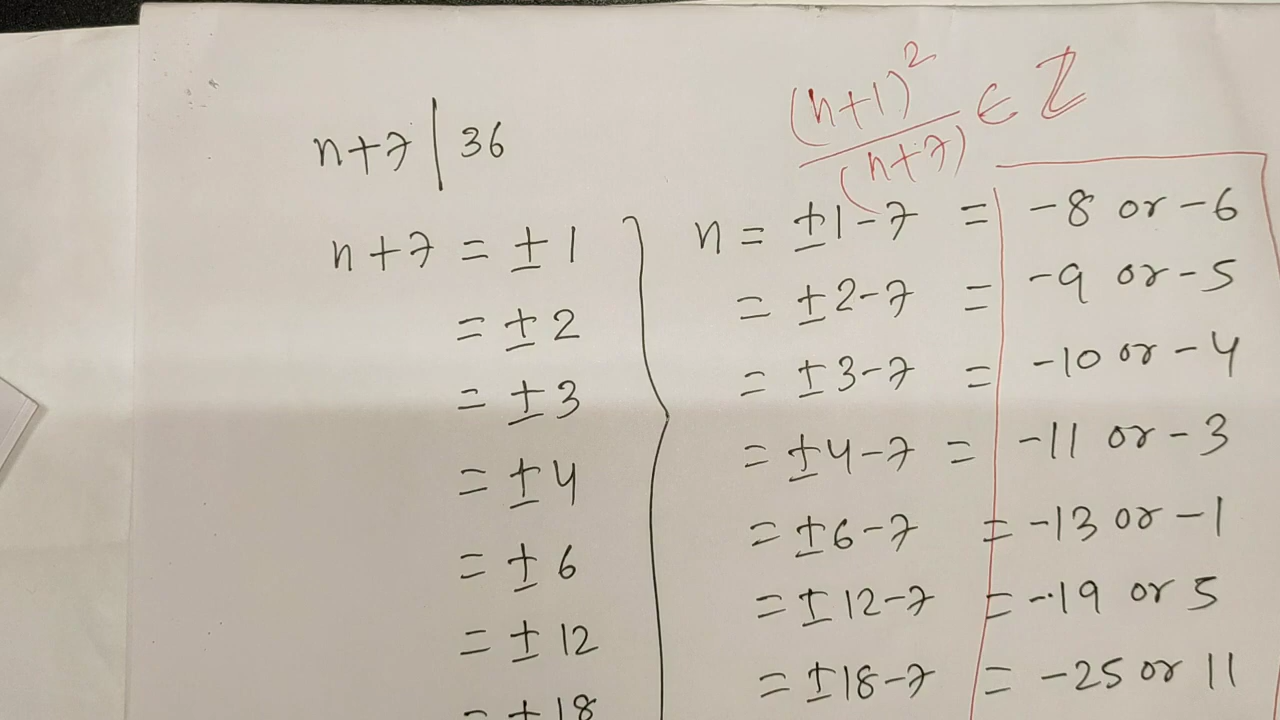 (n+1)²/(n+7) ∈ ℤ
n+7 | 36
n+7 = ±1
= ±2
= ±3
= ±4
= ±6
= ±12
= ±18
n = ±1-7 = -8 or -6
= ±2-7 = -9 or -5
= ±3-7 = -10 or -4
= ±4-7 = -11 or -3
= ±6-7 = -13 or -1
= ±12-7 = -19 or 5
= ±18-7 = -25 or 11